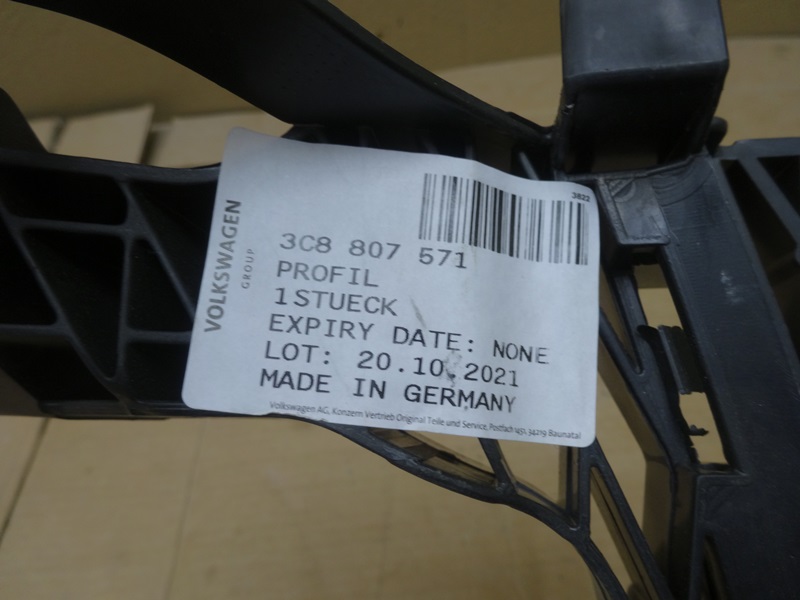 3822
VOLKSWAGEN
GROUP
3C8 807 571
PROFIL
1STUECK
EXPIRY DATE: NONE
LOT: 20.10.2021
MADE IN GERMANY
Volkswagen AG, Konzern Vertrieb Original Teile und Service, Postfach 1451, 34219 Baunatal